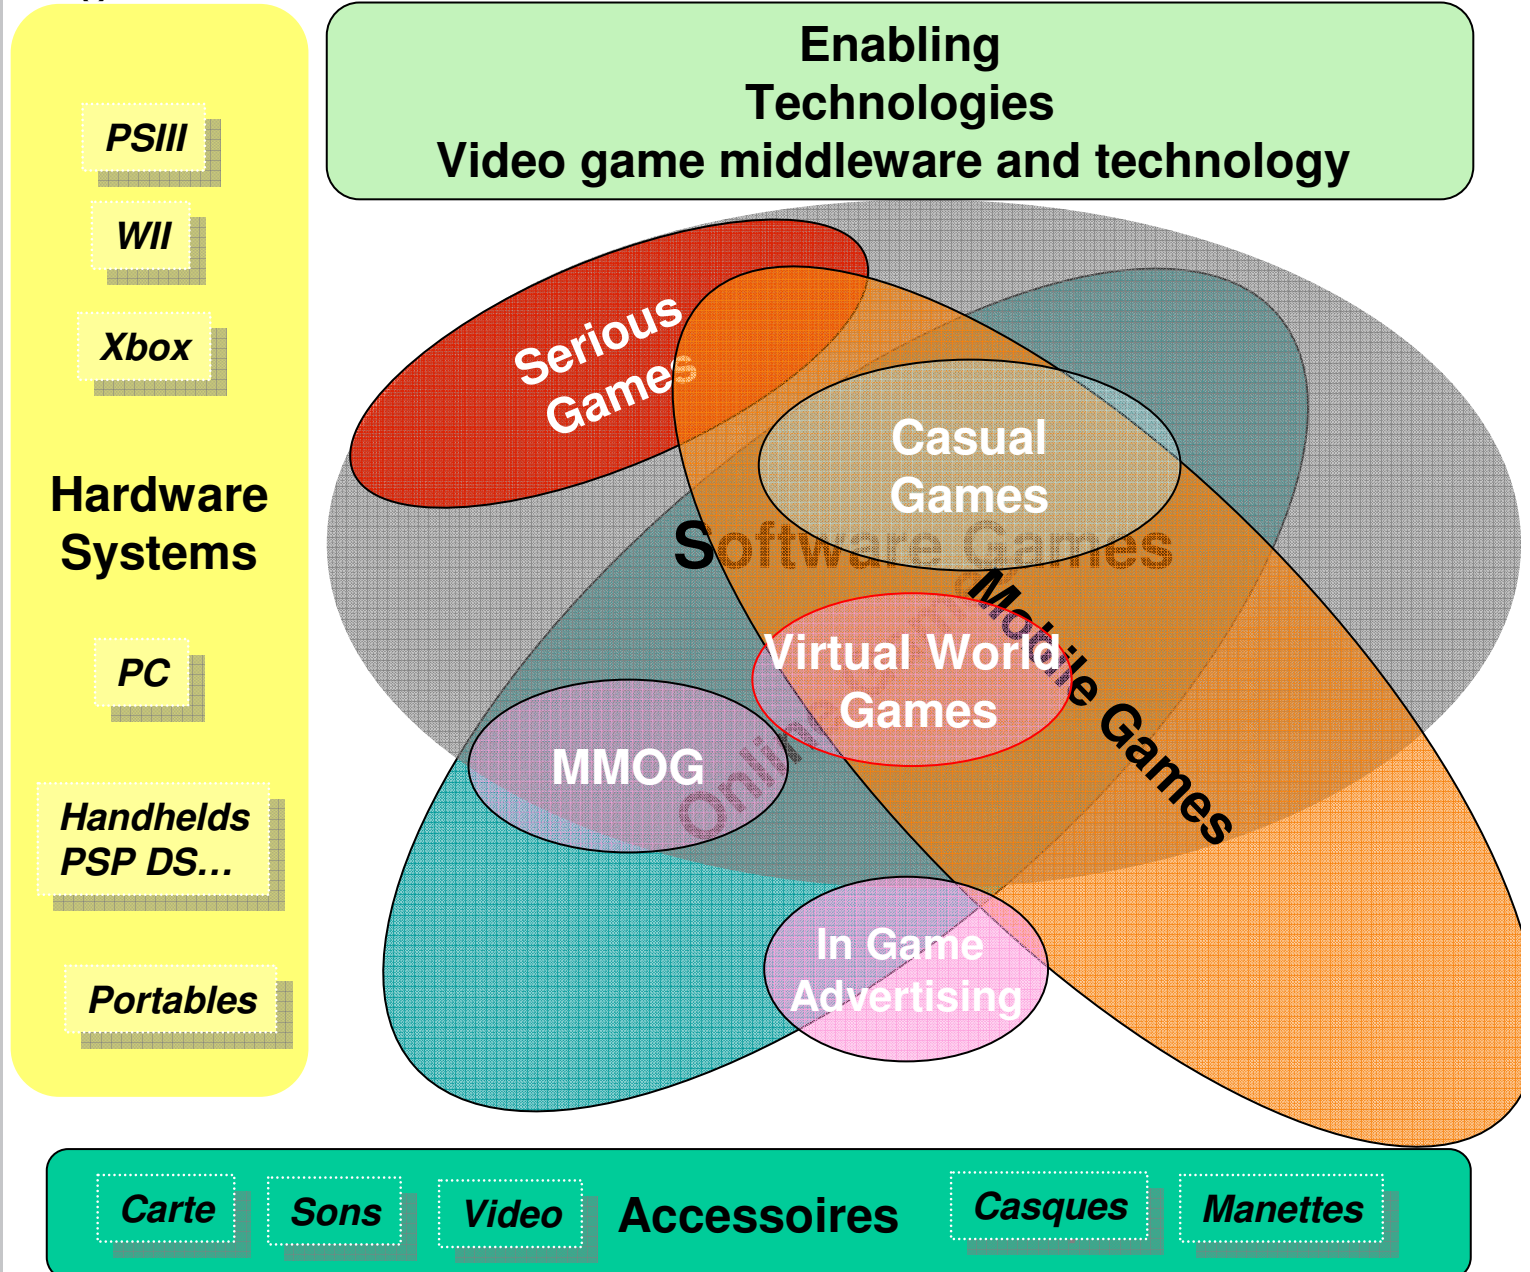 Enabling
Technologies
Video game middleware and technology
PSIII
WII
Xbox
Hardware
Systems
PC
Handhelds
PSP DS...
Portables
Serious
Games
Casual
Games
Software Games
Mobile Games
Virtual World
Games
MMOG
In Game
Advertising
Carte
Sons
Video
Accessoires
Casques
Manettes